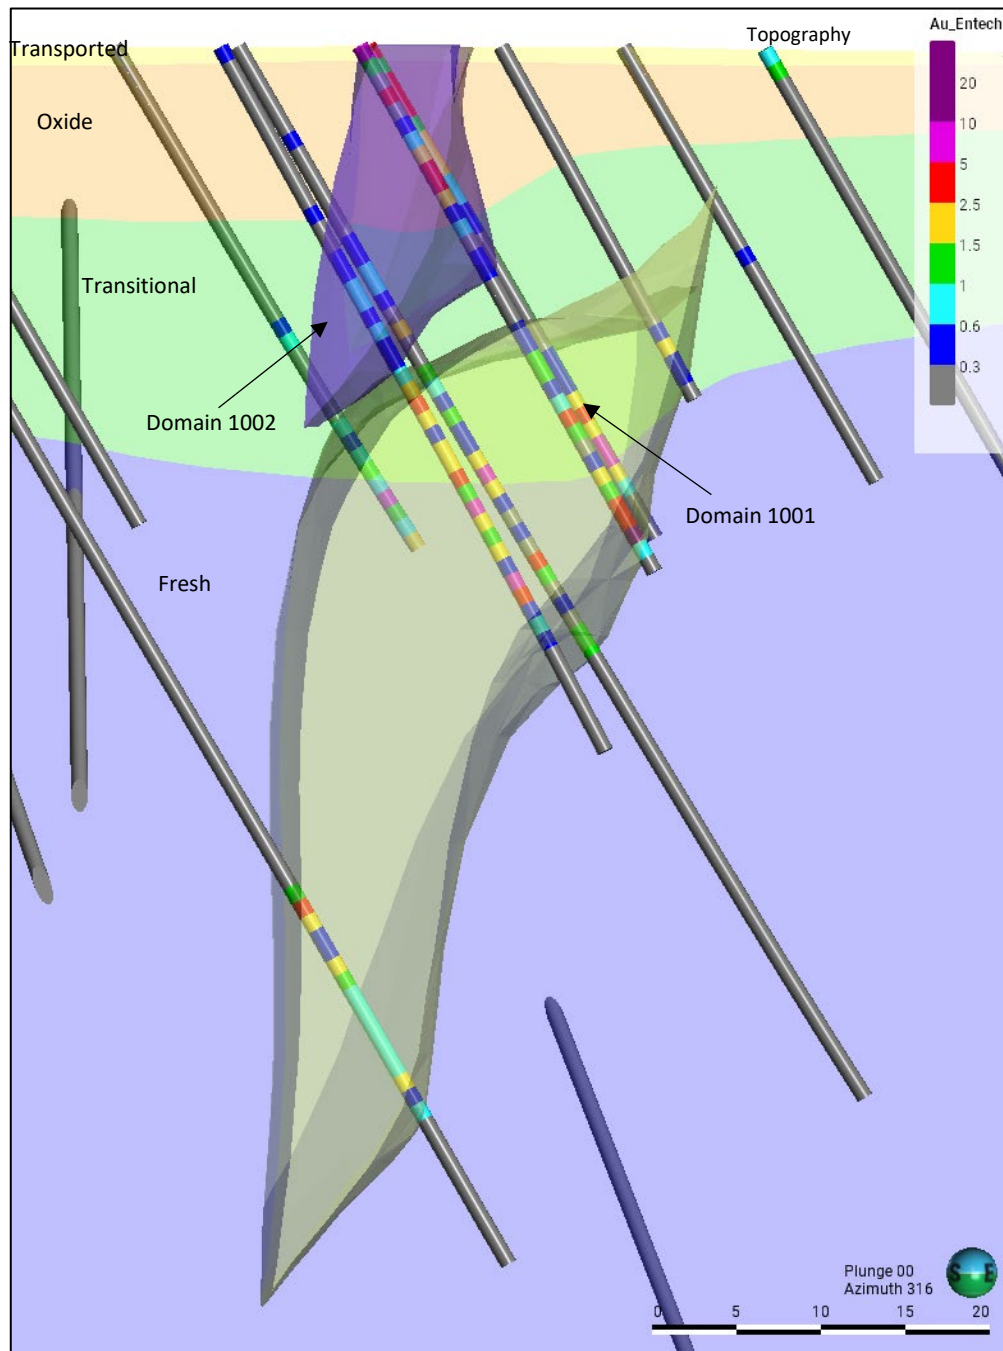 Au_Entech
Transported
Topography
20
Oxide
10
5
2.5
1.5
Transitional
1
0.6
0.3
Domain 1002
Domain 1001
Fresh
Plunge 00
Azimuth 316
S E
0 5 10 15 20